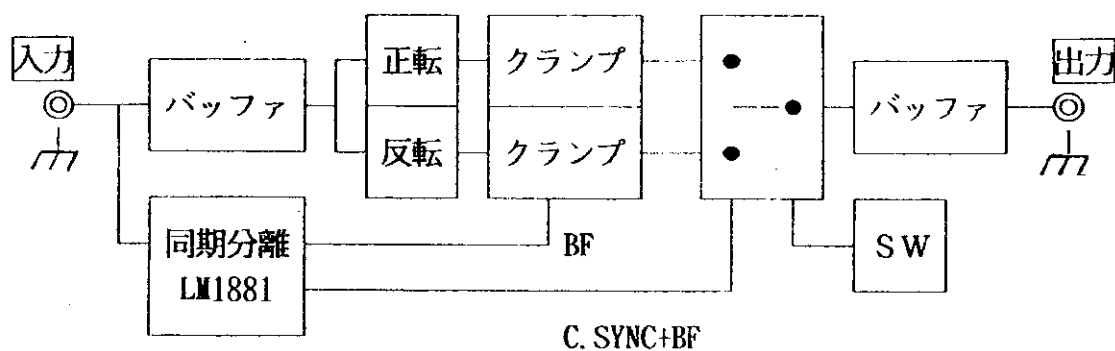 入力
バッファ
正転
反転
クランプ
クランプ
バッファ
出力
同期分離
LM1881
BF
SW
C.SYNC+BF